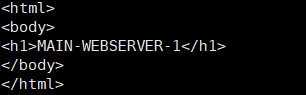 <html>
<body>
<h1>MAIN-WEBSERVER-1</h1>
</body>
</html>